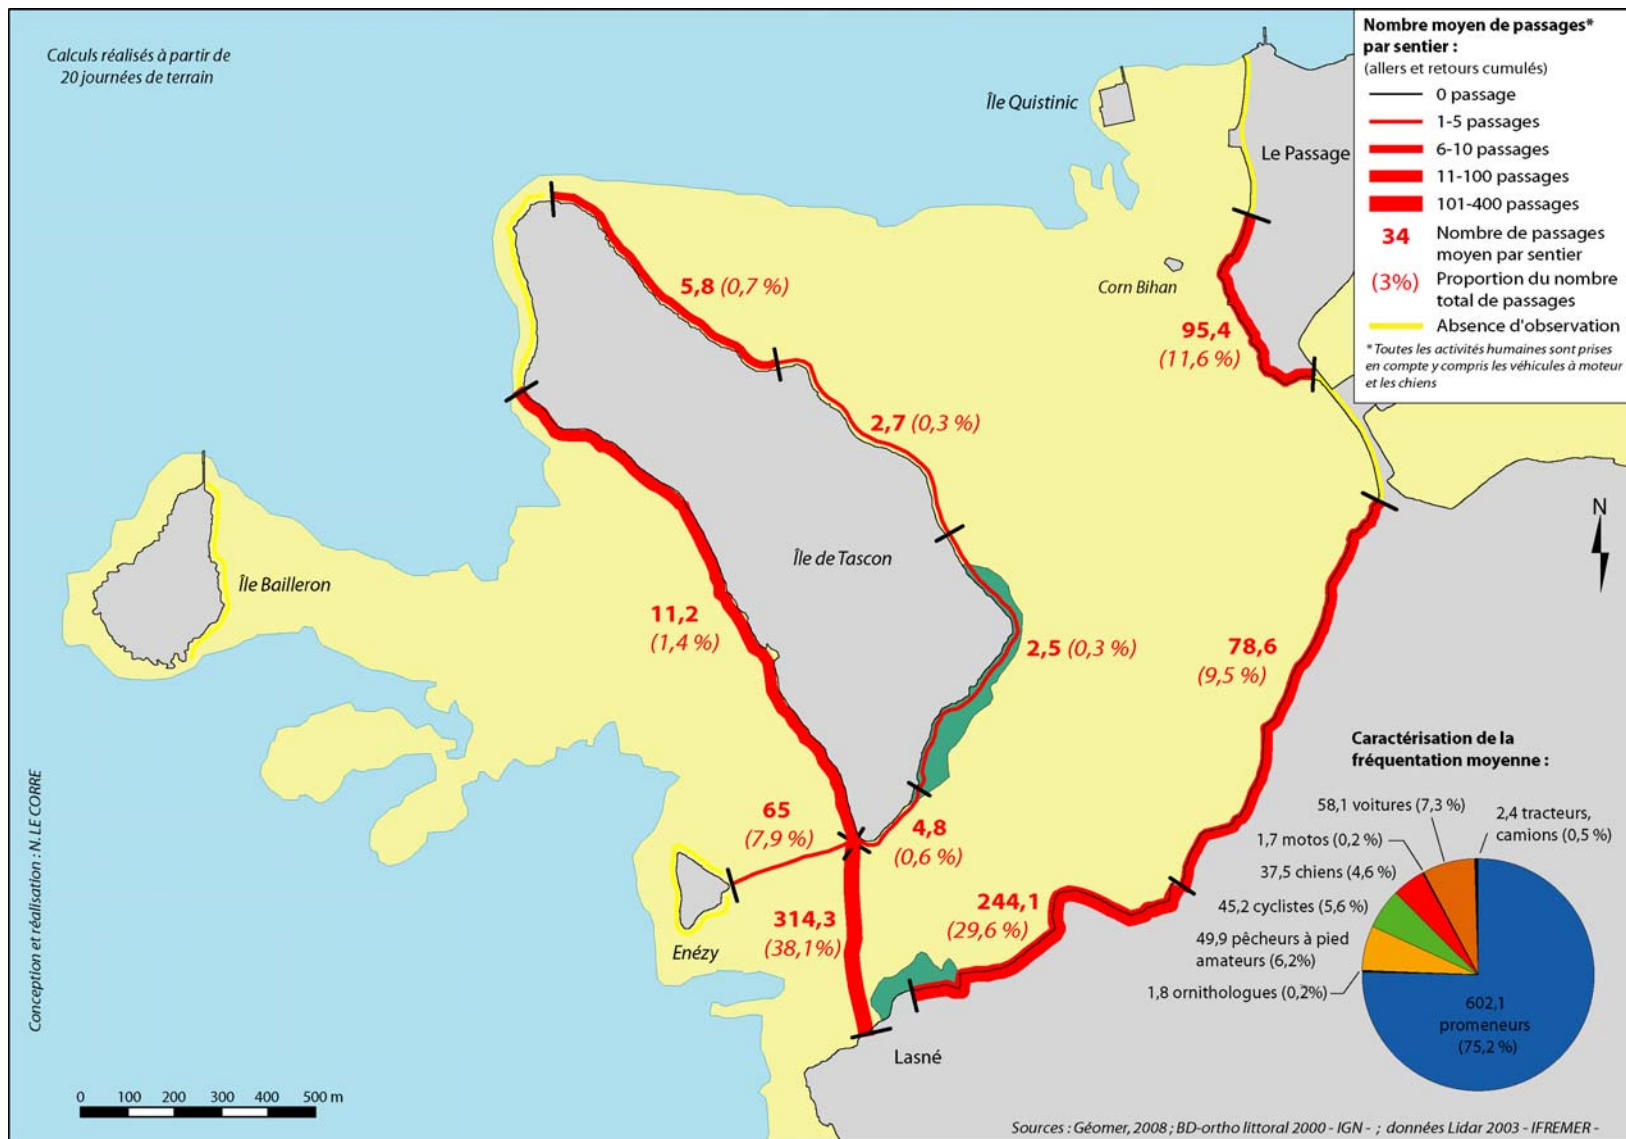 Calculs réalisés à partir de
20 journées de terrain
Île Quistinic
Le Passage
Corn Bihan
Nombre moyen de passages*
par sentier :
(allers et retours cumulés)
0 passage
1-5 passages
6-10 passages
11-100 passages
101-400 passages
34
Nombre de passages
moyen par sentier
(3%)
Proportion du nombre
total de passages
Absence d'observation
* Toutes les activités humaines sont prises
en compte y compris les véhicules à moteur
et les chiens
5,8 (0,7 %)
95,4
(11,6 %)
2,7 (0,3 %)
N
Île de Tascon
Île Bailleron
11,2
(1,4 %)
2,5 (0,3 %)
78,6
(9,5 %)
65
(7,9 %)
4,8
(0,6 %)
314,3
(38,1%)
244,1
(29,6 %)
Enézy
Lasné
Caractérisation de la
fréquentation moyenne :
58,1 voitures (7,3 %)
2,4 tracteurs,
camions (0,5 %)
1,7 motos (0,2 %)
37,5 chiens (4,6 %)
45,2 cyclistes (5,6 %)
49,9 pêcheurs à pied
amateurs (6,2%)
1,8 ornithologues (0,2%)
602,1
promeneurs
(75,2 %)
Conception et réalisation : N. LE CORRE
0 100 200 300 400 500 m
Sources : Géomer, 2008 ; BD-ortho littoral 2000 - IGN - ; données Lidar 2003 - IFREMER -